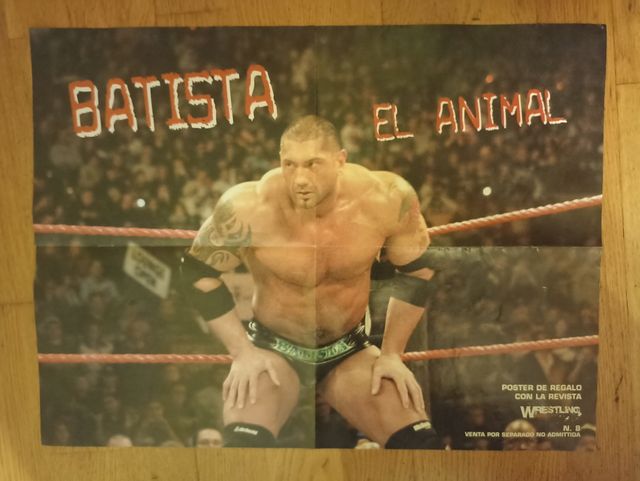 BATISTA
EL ANIMAL
POSTER DE REGALO
CON LA REVISTA
WRESTLING
N. 8
VENTA POR SEPARADO NO ADMITIDA